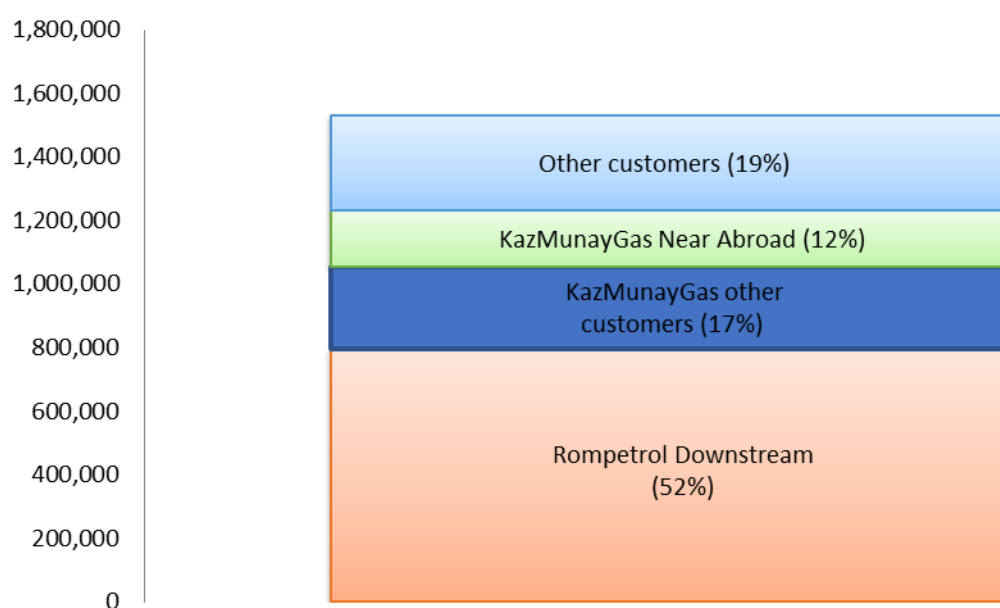 1,800,000
1,600,000
1,400,000
1,200,000
1,000,000
800,000
600,000
400,000
200,000
0
Other customers (19%)
KazMunayGas Near Abroad (12%)
KazMunayGas other
customers (17%)
Rompetrol Downstream
(52%)